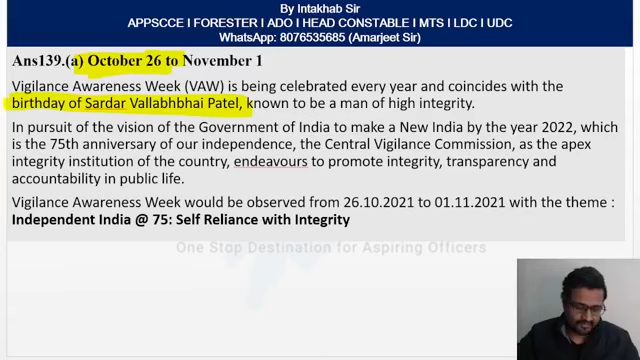 By Intakhab Sir
APPSCCE I FORESTER I ADO I HEAD CONSTABLE I MTS I LDC I UDC
WhatsApp: 8076535685 (Amarjeet Sir)
Ans139.(a) October 26 to November 1
Vigilance Awareness Week (VAW) is being celebrated every year and coincides with the
birthday of Sardar Vallabhbhai Patel, known to be a man of high integrity.
In pursuit of the vision of the Government of India to make a New India by the year 2022, which
is the 75th anniversary of our independence, the Central Vigilance Commission, as the apex
integrity institution of the country, endeavours to promote integrity, transparency and
accountability in public life.
Vigilance Awareness Week would be observed from 26.10.2021 to 01.11.2021 with the theme :
Independent India @ 75: Self Reliance with Integrity
One Stop Destination for Aspiring Officers